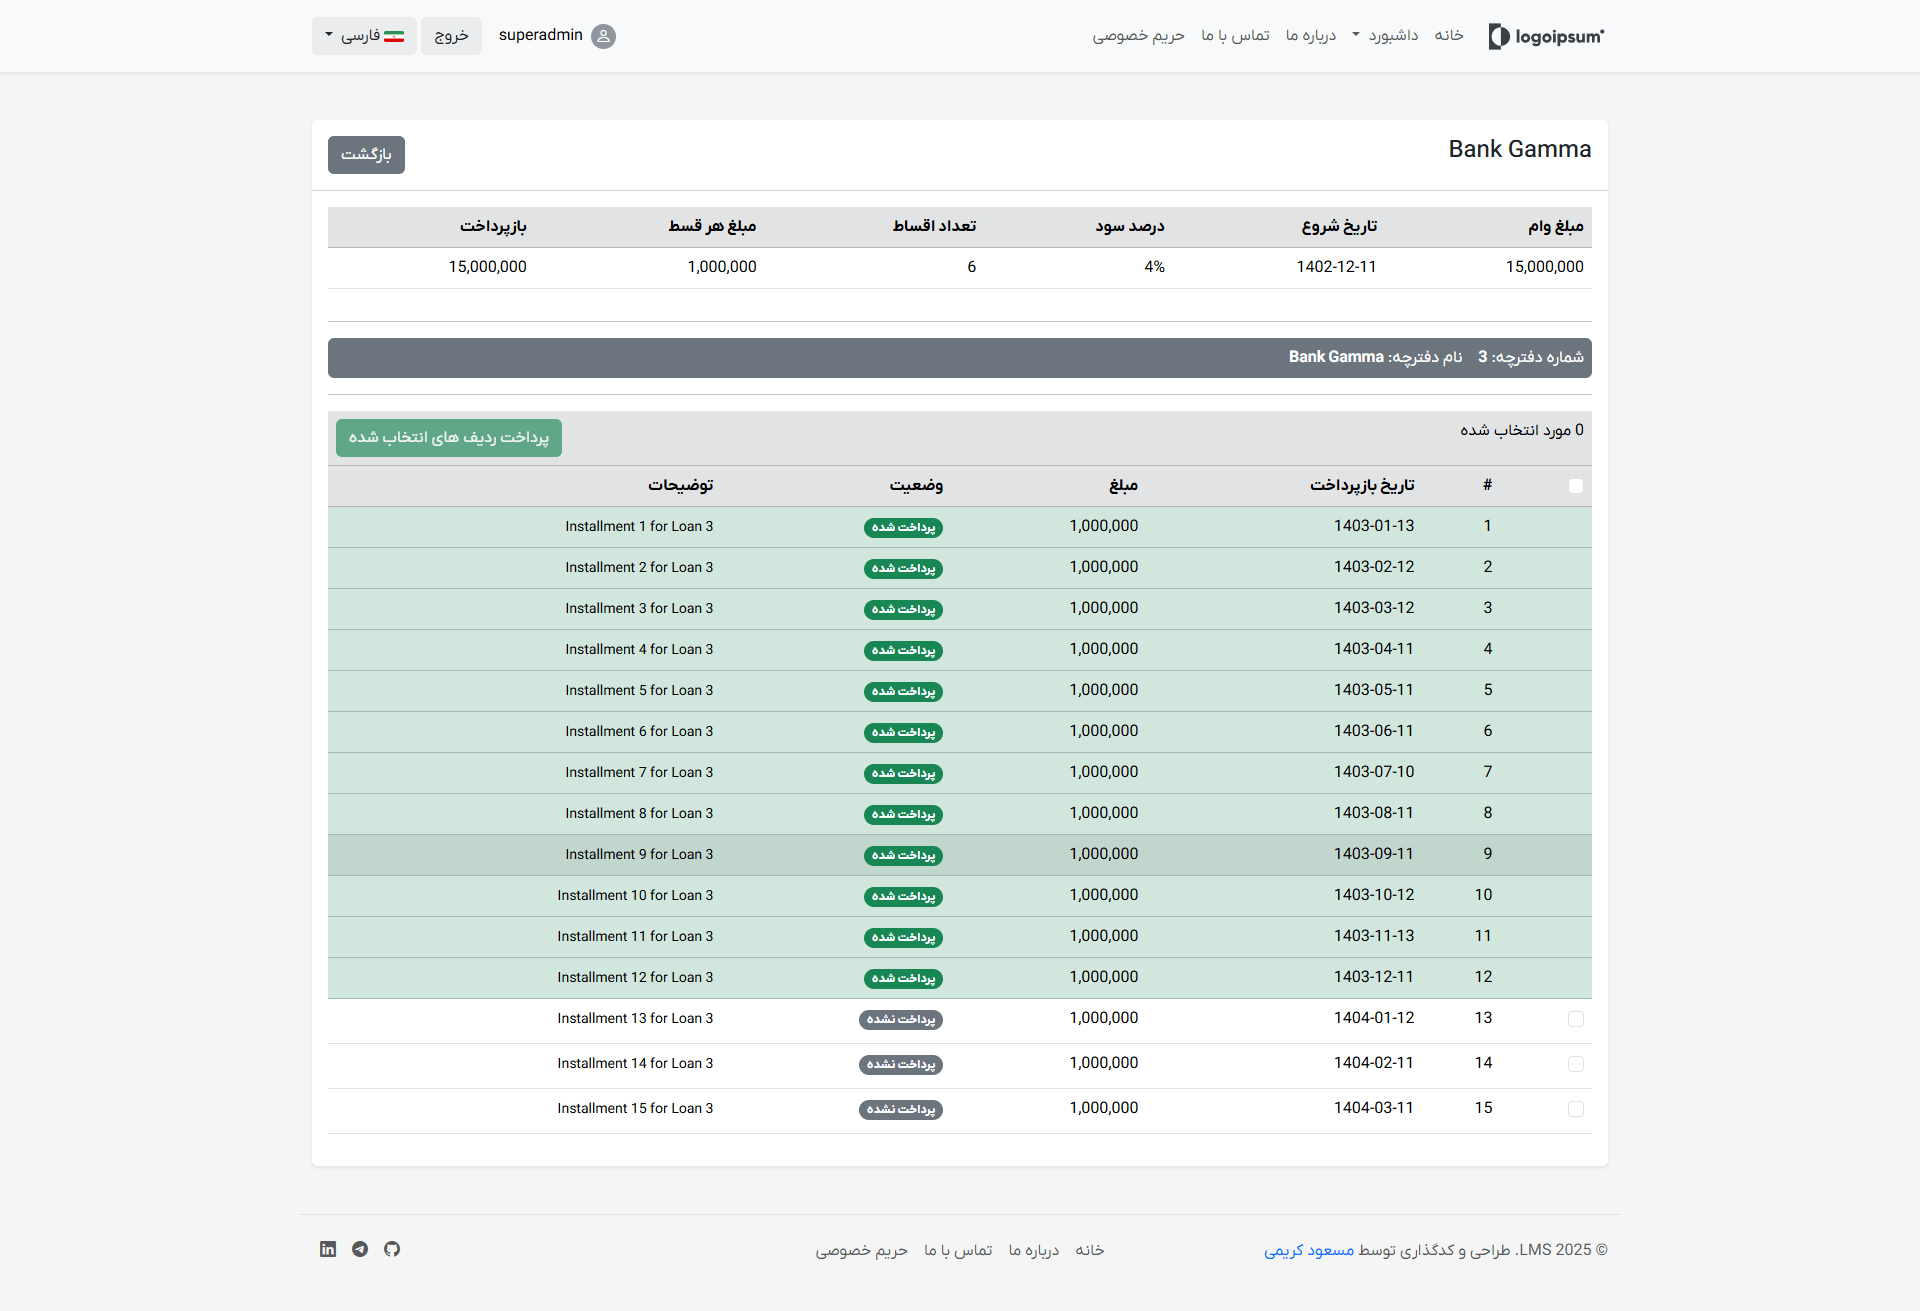 logoipsum خانه داشبورد درباره ما تماس با ما حریم خصوصی superadmin خروج فارسی
Bank Gamma بازگشت
مبلغ وام تاریخ شروع درصد سود تعداد اقساط مبلغ هر قسط بازپرداخت
15,000,000 1402-12-11 4% 6 1,000,000 15,000,000
شماره دفترچه: 3 نام دفترچه: Bank Gamma
0 مورد انتخاب شده پرداخت ردیف های انتخاب شده
# تاریخ بازپرداخت مبلغ وضعیت توضیحات
1 1403-01-13 1,000,000 پرداخت شده Installment 1 for Loan 3
2 1403-02-12 1,000,000 پرداخت شده Installment 2 for Loan 3
3 1403-03-12 1,000,000 پرداخت شده Installment 3 for Loan 3
4 1403-04-11 1,000,000 پرداخت شده Installment 4 for Loan 3
5 1403-05-11 1,000,000 پرداخت شده Installment 5 for Loan 3
6 1403-06-11 1,000,000 پرداخت شده Installment 6 for Loan 3
7 1403-07-10 1,000,000 پرداخت شده Installment 7 for Loan 3
8 1403-08-11 1,000,000 پرداخت شده Installment 8 for Loan 3
9 1403-09-11 1,000,000 پرداخت شده Installment 9 for Loan 3
10 1403-10-12 1,000,000 پرداخت شده Installment 10 for Loan 3
11 1403-11-13 1,000,000 پرداخت شده Installment 11 for Loan 3
12 1403-12-11 1,000,000 پرداخت شده Installment 12 for Loan 3
13 1404-01-12 1,000,000 پرداخت نشده Installment 13 for Loan 3
14 1404-02-11 1,000,000 پرداخت نشده Installment 14 for Loan 3
15 1404-03-11 1,000,000 پرداخت نشده Installment 15 for Loan 3
© 2025 LMS. طراحی و کدگذاری توسط مسعود کریمی خانه درباره ما تماس با ما حریم خصوصی